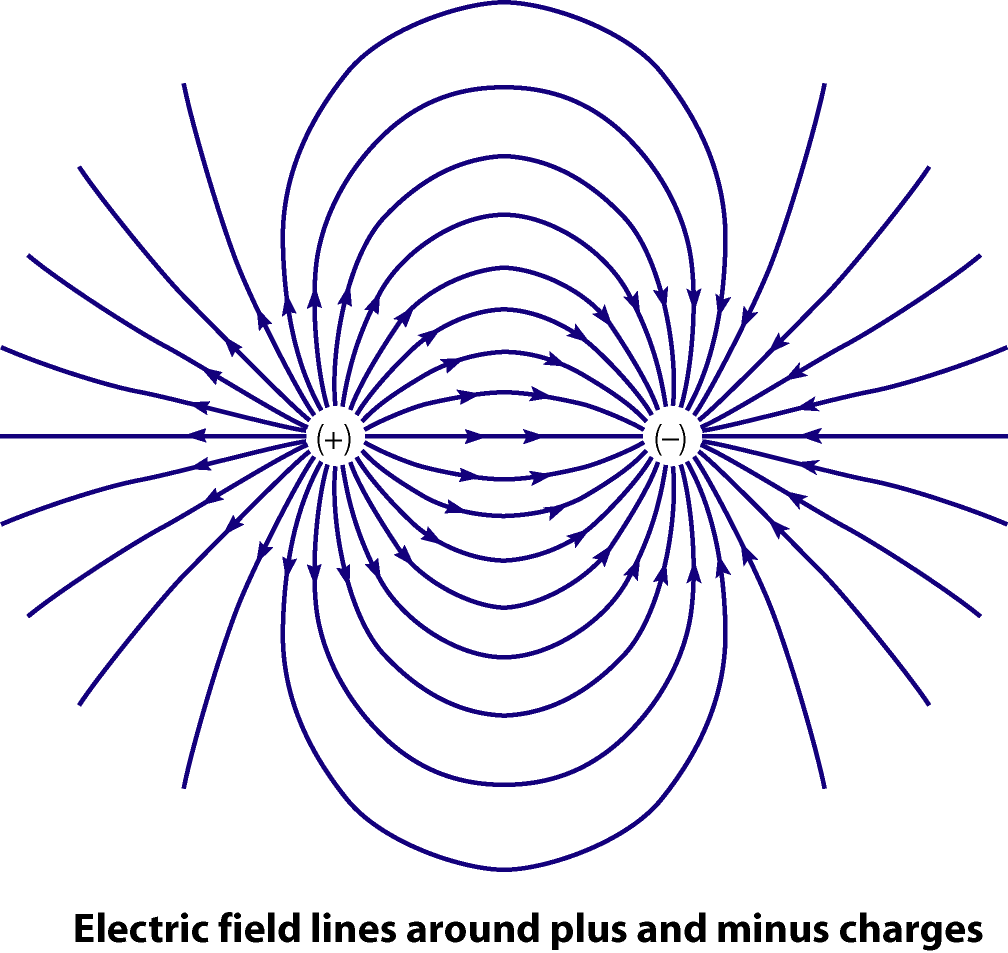 (+) (−)
Electric field lines around plus and minus charges